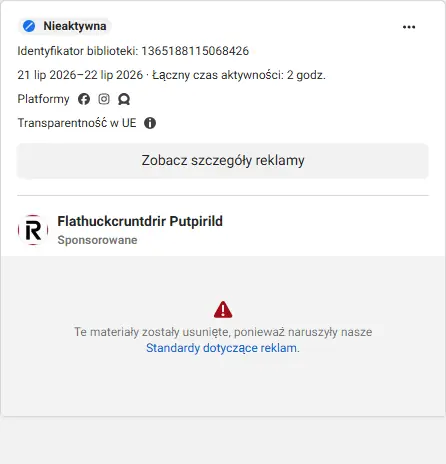 Nieaktywna
Identyfikator biblioteki: 1365188115068426
21 lip 2026–22 lip 2026 · Łączny czas aktywności: 2 godz.
Platformy
Transparentność w UE
Zobacz szczegóły reklamy
R
Flathuckcruntdrir Putpirild
Sponsorowane
Te materiały zostały usunięte, ponieważ naruszyły nasze
Standardy dotyczące reklam.